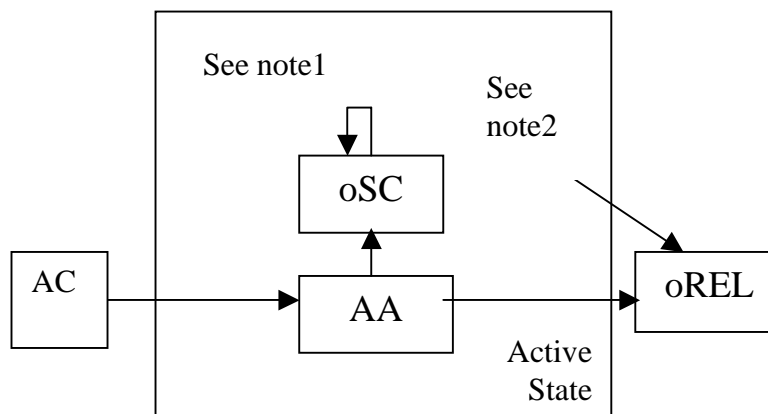 See note1
See
note2
oSC
AC
AA
oREL
Active
State